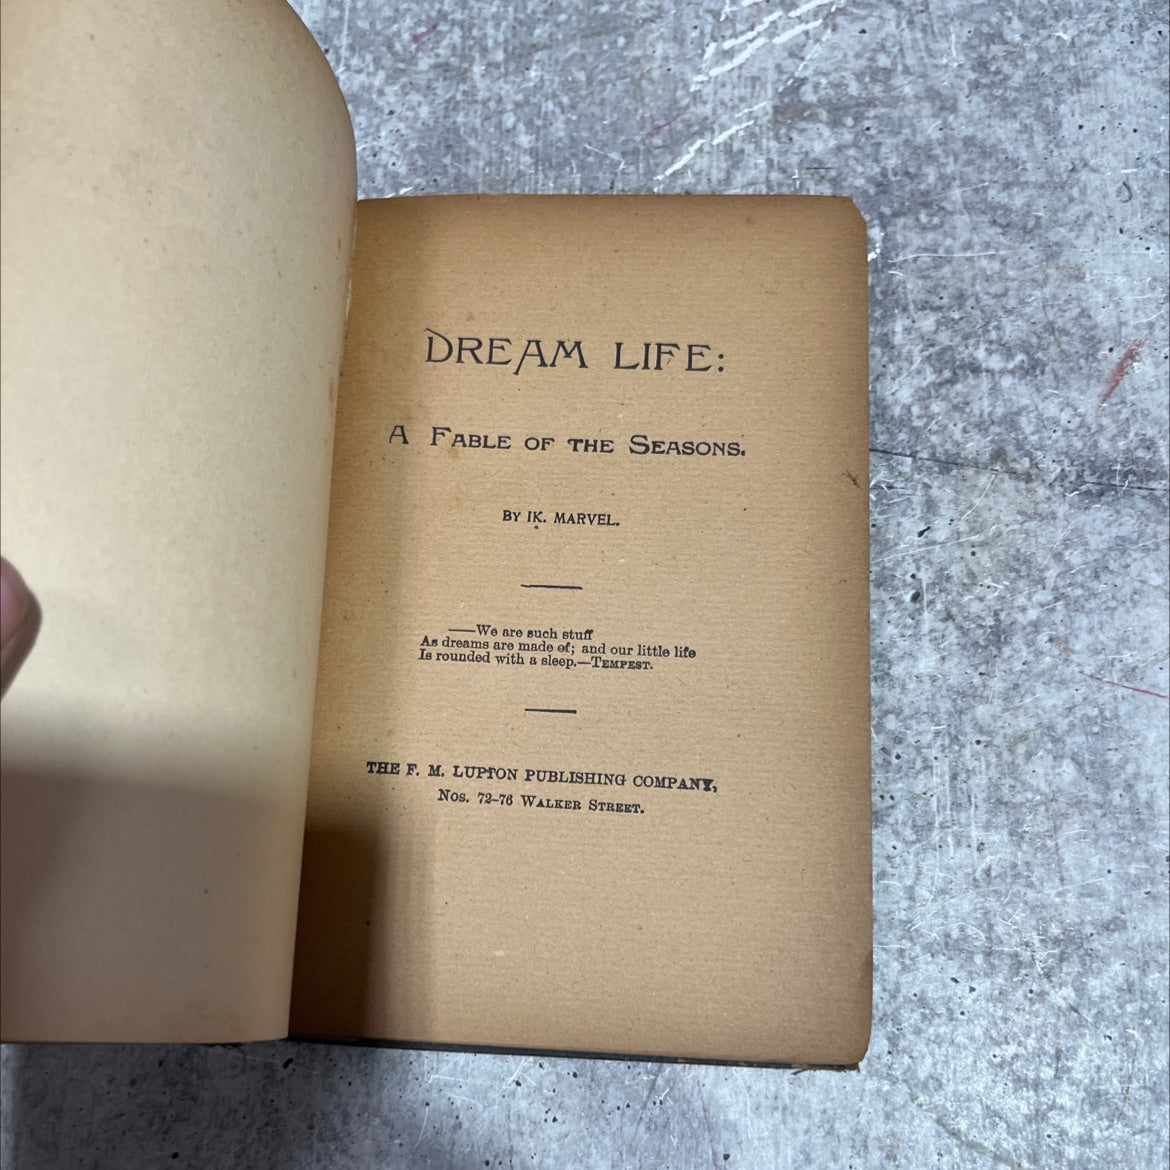 DREAM LIFE:
A FABLE OF THE SEASONS.
BY IK. MARVEL.
——We are such stuff
As dreams are made of; and our little life
Is rounded with a sleep.—TEMPEST.
THE F. M. LUPTON PUBLISHING COMPANY,
Nos. 72–76 WALKER STREET.